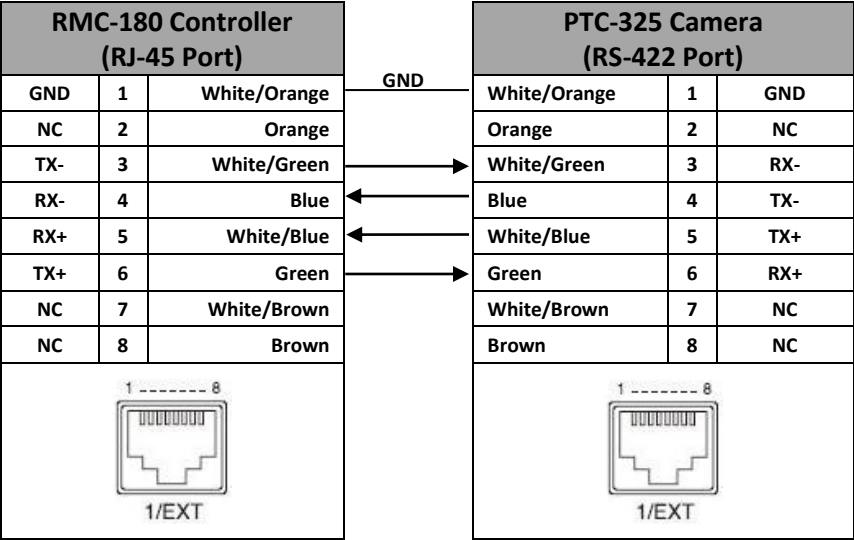 RMC-180 Controller
(RJ-45 Port)
GND 1 White/Orange
NC 2 Orange
TX- 3 White/Green
RX- 4 Blue
RX+ 5 White/Blue
TX+ 6 Green
NC 7 White/Brown
NC 8 Brown
1 ------- 8
1/EXT
GND
PTC-325 Camera
(RS-422 Port)
White/Orange 1 GND
Orange 2 NC
White/Green 3 RX-
Blue 4 TX-
White/Blue 5 TX+
Green 6 RX+
White/Brown 7 NC
Brown 8 NC
1 ------- 8
1/EXT